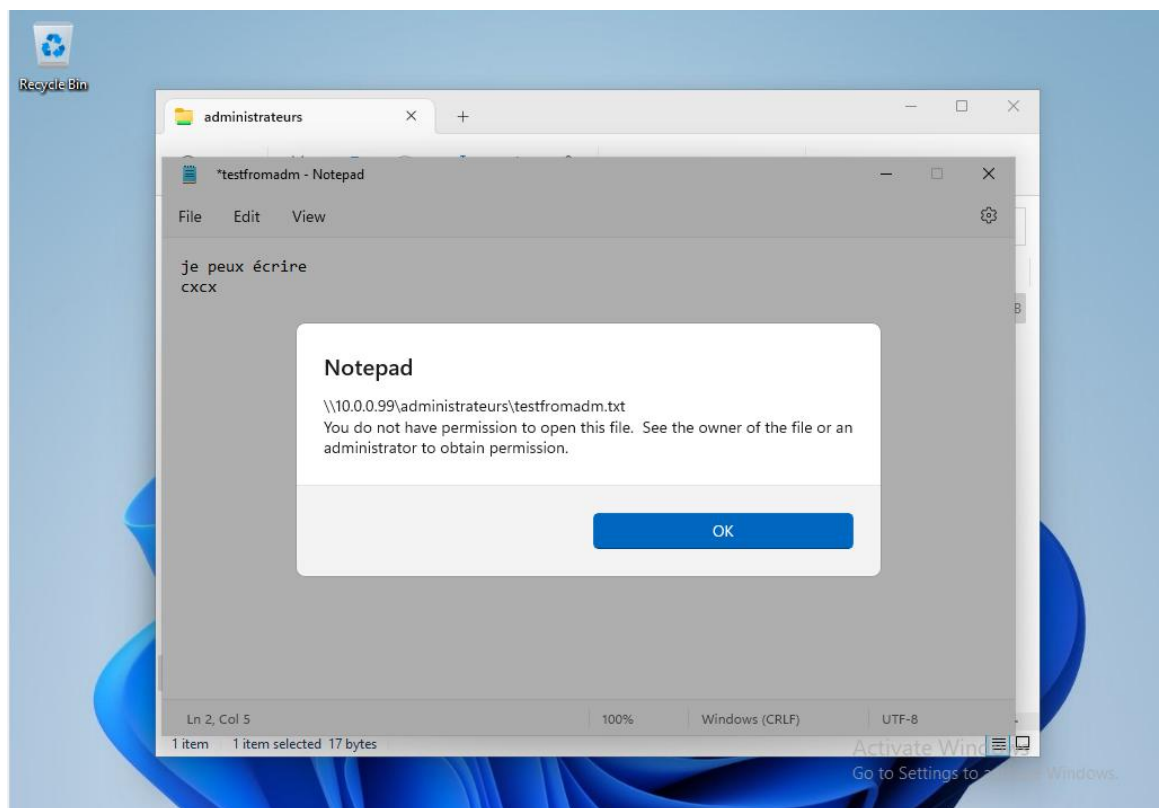 Recycle Bin
administrateurs
*testfromadm - Notepad
File Edit View
je peux écrire
cxcx
B
Notepad
\\10.0.0.99\administrateurs\testfromadm.txt
You do not have permission to open this file. See the owner of the file or an
administrator to obtain permission.
OK
Ln 2, Col 5 100% Windows (CRLF) UTF-8
1 item 1 item selected 17 bytes
Activate Windows
Go to Settings to Windows.